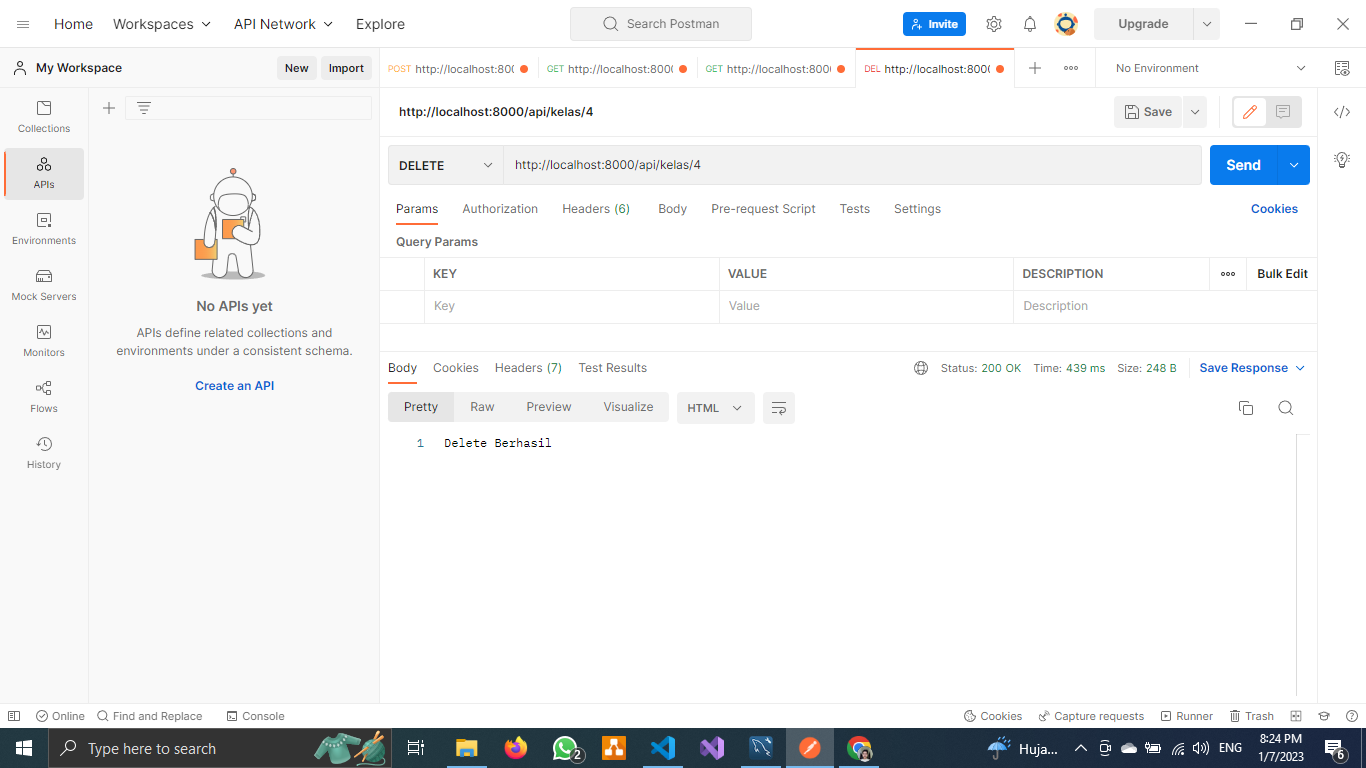 Home Workspaces API Network Explore Search Postman Invite Upgrade
My Workspace New Import
POST http://localhost:800 GET http://localhost:8000 GET http://localhost:8000 DEL http://localhost:8000 No Environment
Collections
APIs
Environments
Mock Servers
Monitors
Flows
History
No APIs yet
APIs define related collections and
environments under a consistent schema.
Create an API
http://localhost:8000/api/kelas/4 Save
DELETE http://localhost:8000/api/kelas/4 Send
Params Authorization Headers (6) Body Pre-request Script Tests Settings Cookies
Query Params
KEY VALUE DESCRIPTION Bulk Edit
Key Value Description
Body Cookies Headers (7) Test Results Status: 200 OK Time: 439 ms Size: 248 B Save Response
Pretty Raw Preview Visualize HTML
1 Delete Berhasil
Online Find and Replace Console Cookies Capture requests Runner Trash
Type here to search 2 Huja... ENG 8:24 PM
1/7/2023 6